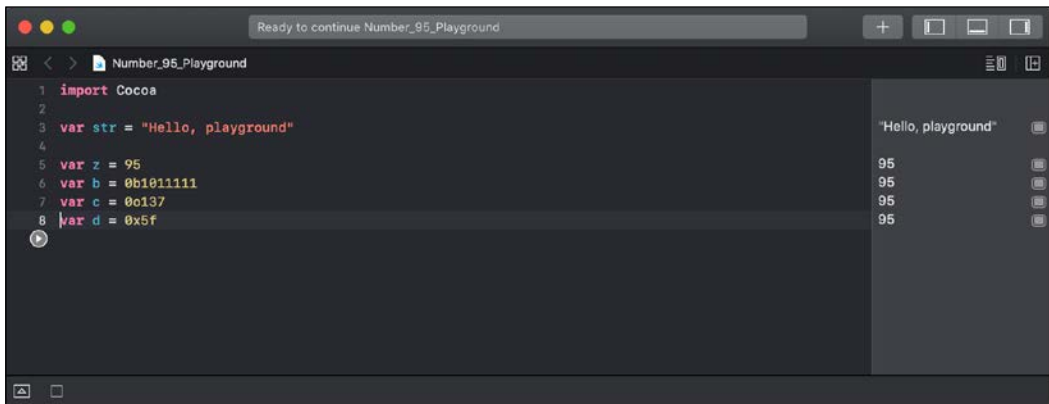 Ready to continue Number_95_Playground
Number_95_Playground
1 import Cocoa
2
3 var str = "Hello, playground" "Hello, playground"
4
5 var z = 95 95
6 var b = 0b1011111 95
7 var c = 0o137 95
8 var d = 0x5f 95